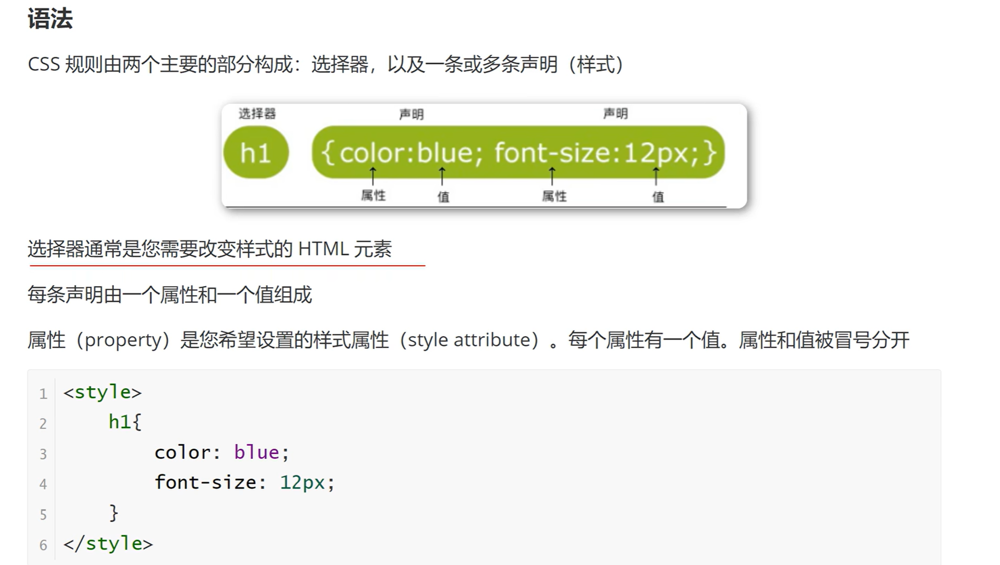 语法
CSS 规则由两个主要的部分构成：选择器，以及一条或多条声明（样式）
选择器 声明 声明
h1 {color:blue; font-size:12px;}
属性 值 属性 值
选择器通常是您需要改变样式的 HTML 元素
每条声明由一个属性和一个值组成
属性（property）是您希望设置的样式属性（style attribute）。每个属性有一个值。属性和值被冒号分开
1 <style>
2 h1{
3 color: blue;
4 font-size: 12px;
5 }
6 </style>